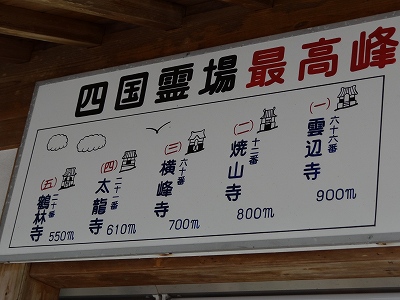 四国霊場最高峰
(一)
六十六番
雲辺寺
900m
(二)
十二番
焼山寺
800m
(三)
六十番
横峰寺
700m
(四)
二十一番
太龍寺
610m
(五)
二十番
鶴林寺
550m